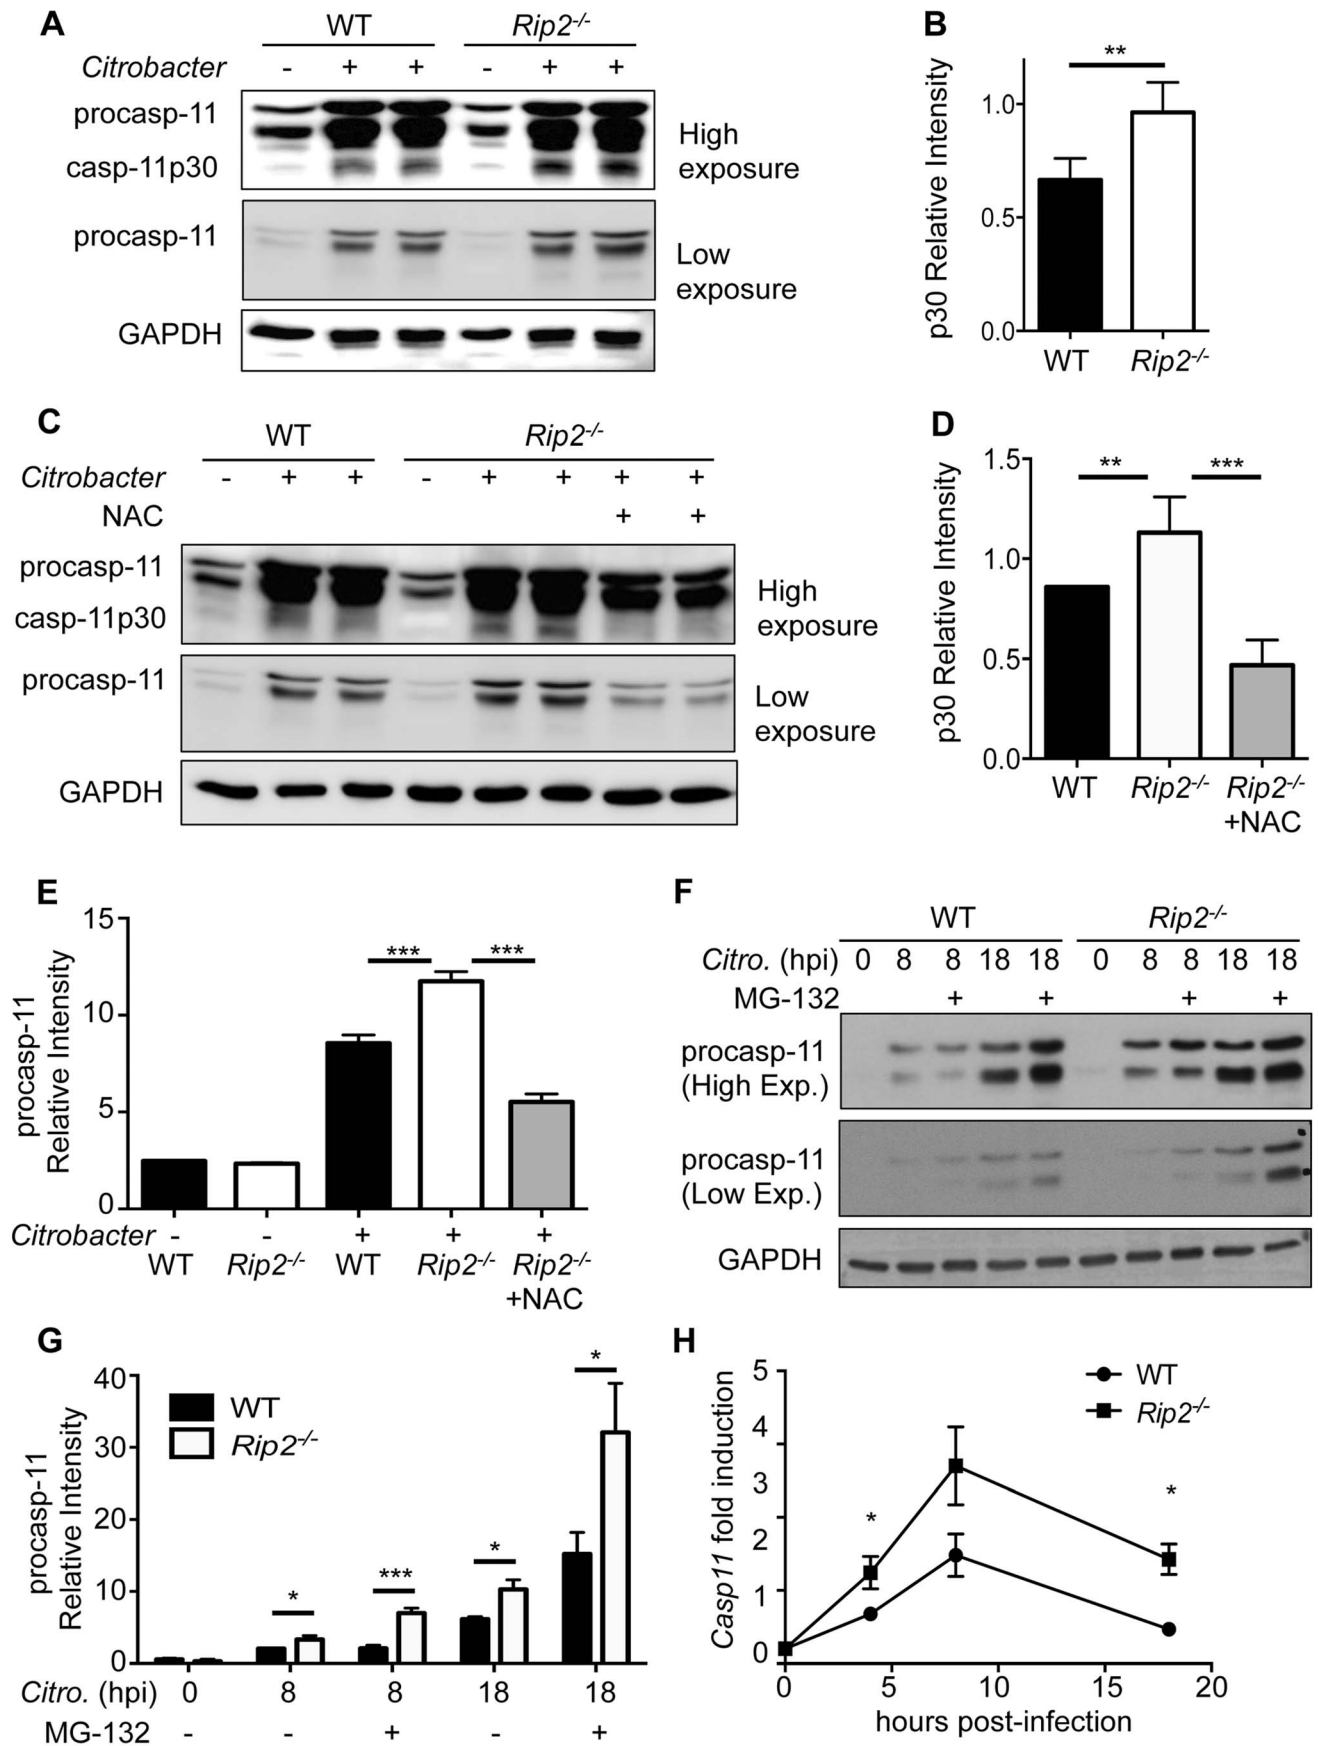 A
WT Rip2-/-
Citrobacter - + + - + +
procasp-11
casp-11p30
High
exposure
procasp-11
Low
exposure
GAPDH
B
**
p30 Relative Intensity
1.0
0.5
0.0
WT Rip2-/-
C
WT Rip2-/-
Citrobacter - + + - + + + +
NAC + +
procasp-11
casp-11p30
High
exposure
procasp-11
Low
exposure
GAPDH
D
** ***
p30 Relative Intensity
1.5
1.0
0.5
0.0
WT Rip2-/- Rip2-/-
+NAC
E
*** ***
procasp-11
Relative Intensity
15
10
5
0
Citrobacter - - + + +
WT Rip2-/- WT Rip2-/- Rip2-/-
+NAC
F
WT Rip2-/-
Citro. (hpi) 0 8 8 18 18 0 8 8 18 18
MG-132 + + + +
procasp-11
(High Exp.)
procasp-11
(Low Exp.)
GAPDH
G
WT
Rip2-/-
procasp-11
Relative Intensity
40
30
20
10
0
* *** * *
Citro. (hpi) 0 8 8 18 18
MG-132 - - + - +
H
WT
Rip2-/-
Casp11 fold induction
5
4
3
2
1
0
* *
0 5 10 15 20
hours post-infection